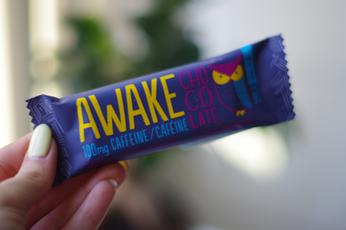 AWAKE
CHO
CO
LATE
100mg CAFFEINE/CAFÉINE